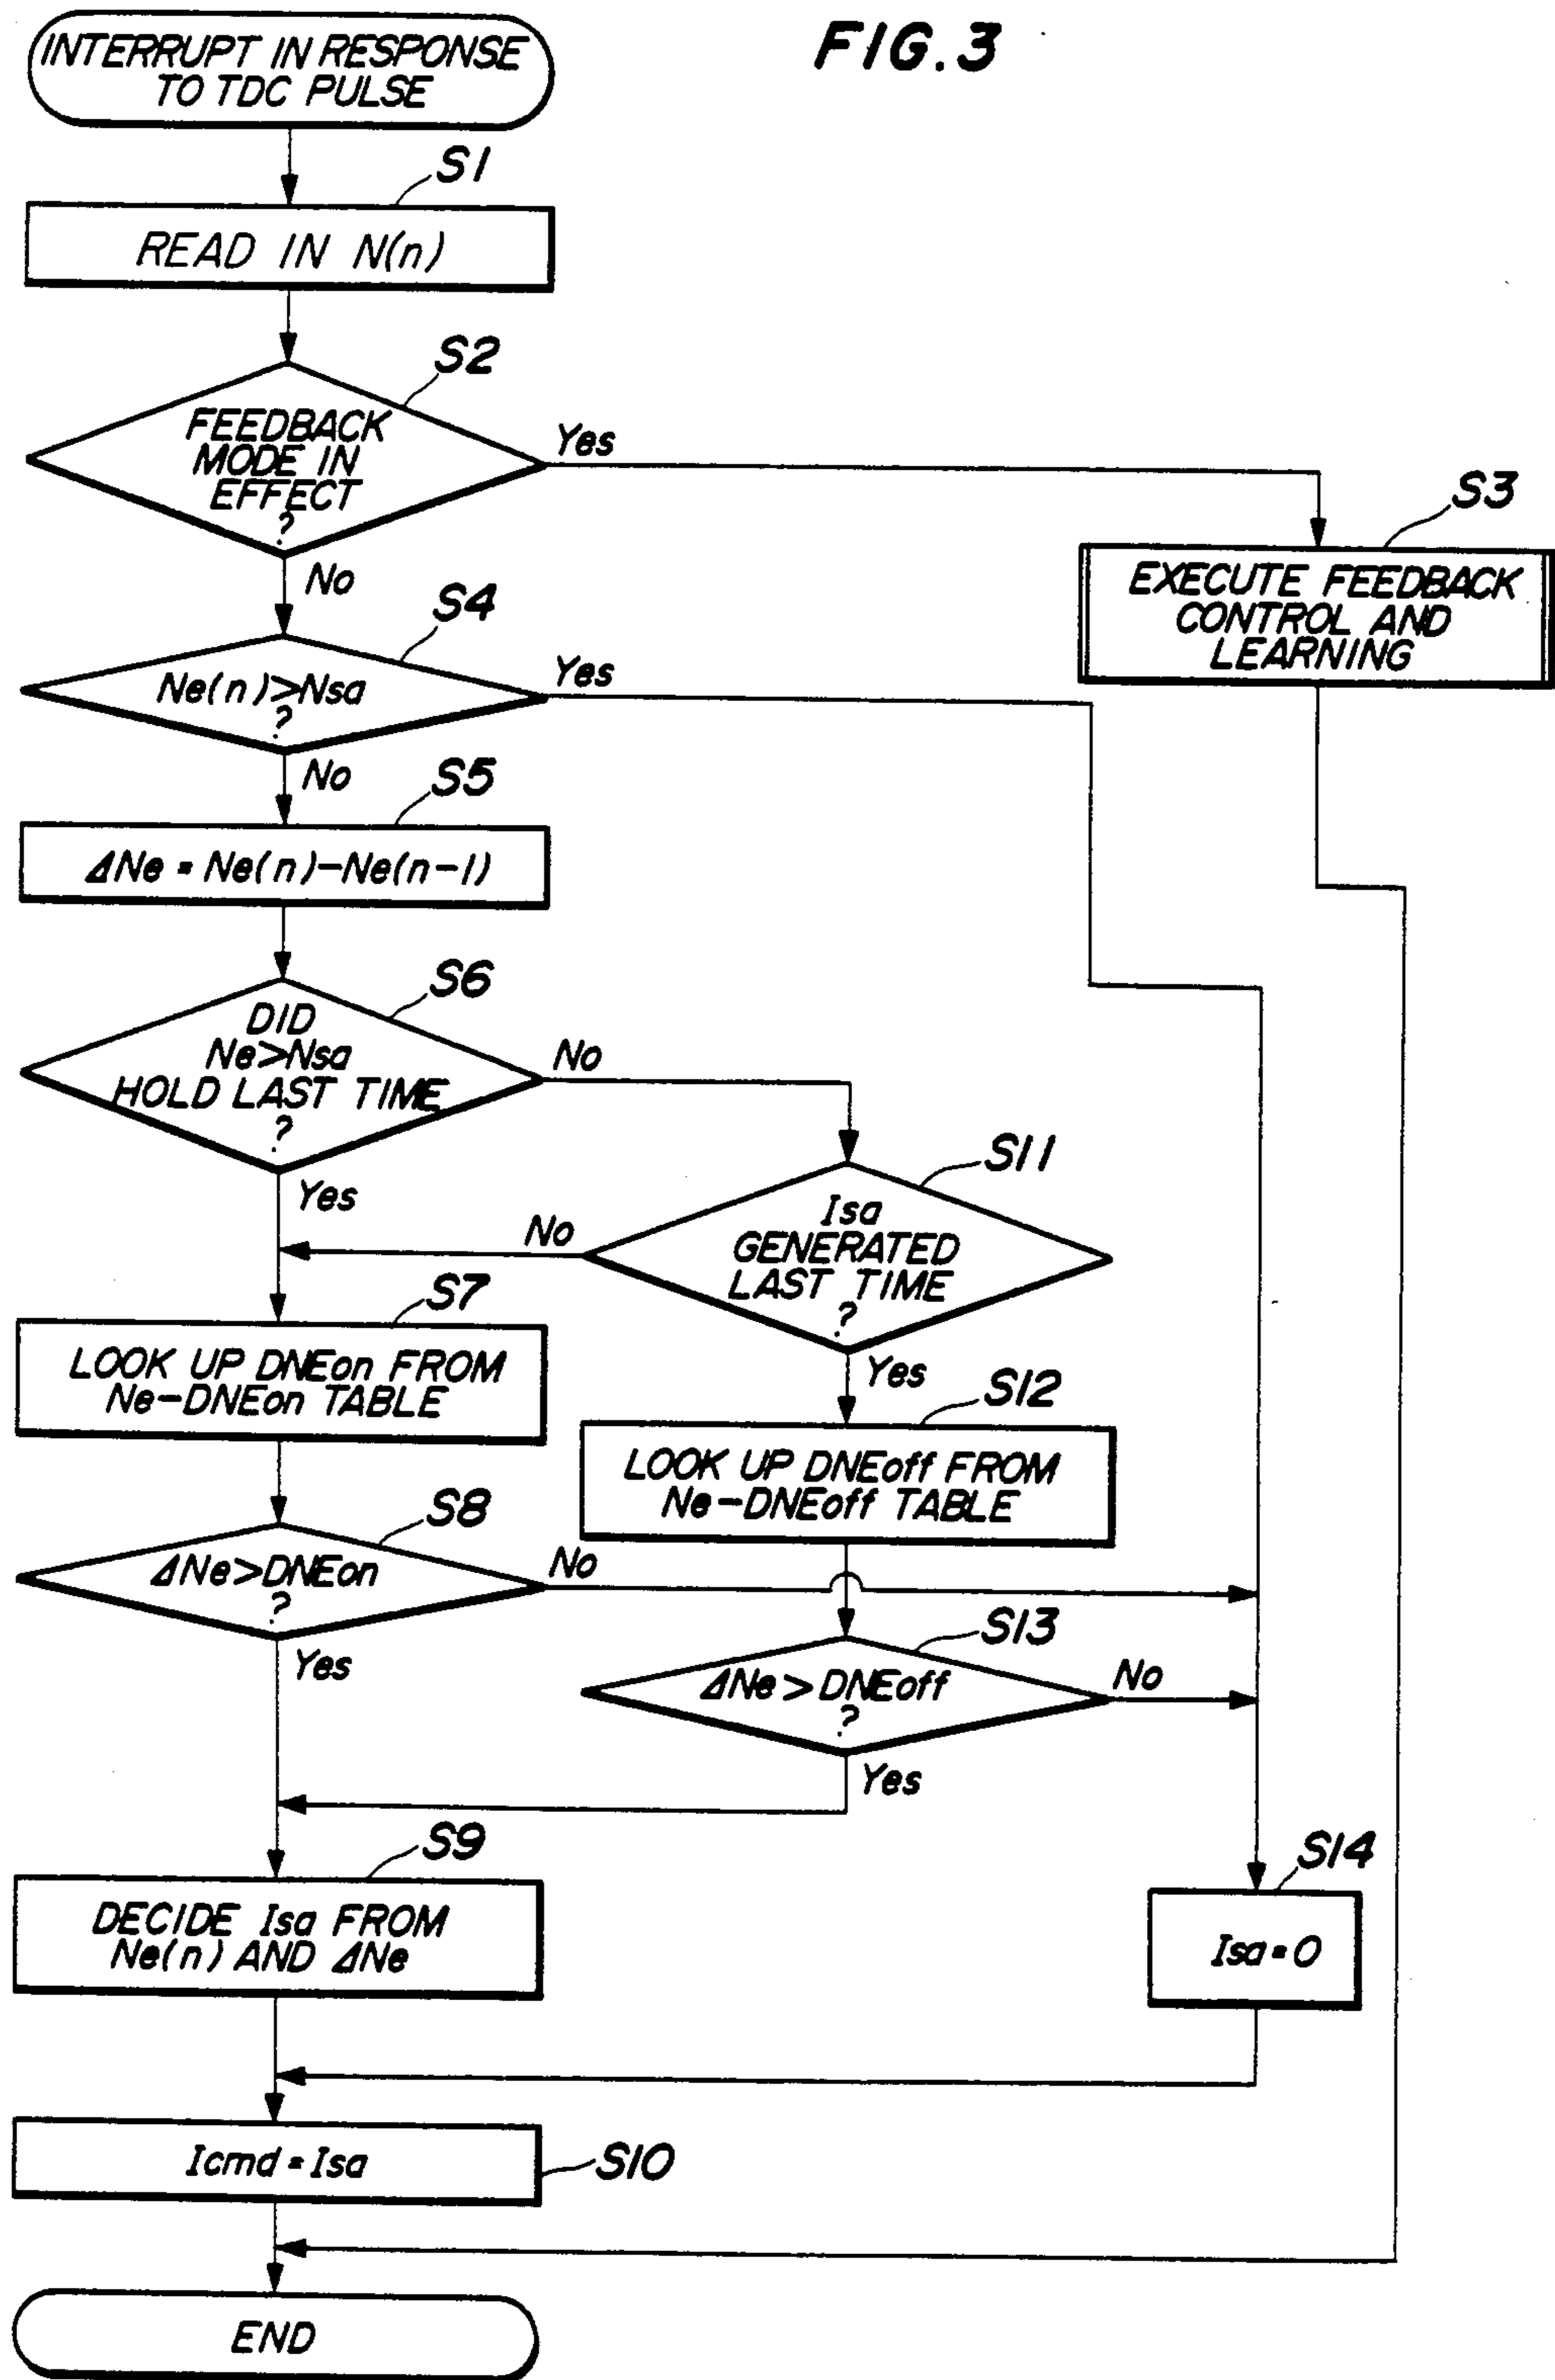 FIG.3
INTERRUPT IN RESPONSE
TO TDC PULSE
S1
READ IN N(n)
S2
FEEDBACK
MODE IN
EFFECT
?
Yes
No
S3
EXECUTE FEEDBACK
CONTROL AND
LEARNING
S4
Ne(n)>Nsa
?
Yes
No
S5
ΔNe=Ne(n)-Ne(n-1)
S6
DID
Ne>Nsa
HOLD LAST TIME
?
No
Yes
S11
Isa
GENERATED
LAST TIME
?
No
Yes
S7
LOOK UP DNEon FROM
Ne-DNEon TABLE
S12
LOOK UP DNEoff FROM
Ne-DNEoff TABLE
S8
ΔNe>DNEon
?
No
Yes
S13
ΔNe>DNEoff
?
No
Yes
S9
DECIDE Isa FROM
Ne(n) AND ΔNe
S14
Isa=0
Icmd=Isa
S10
END